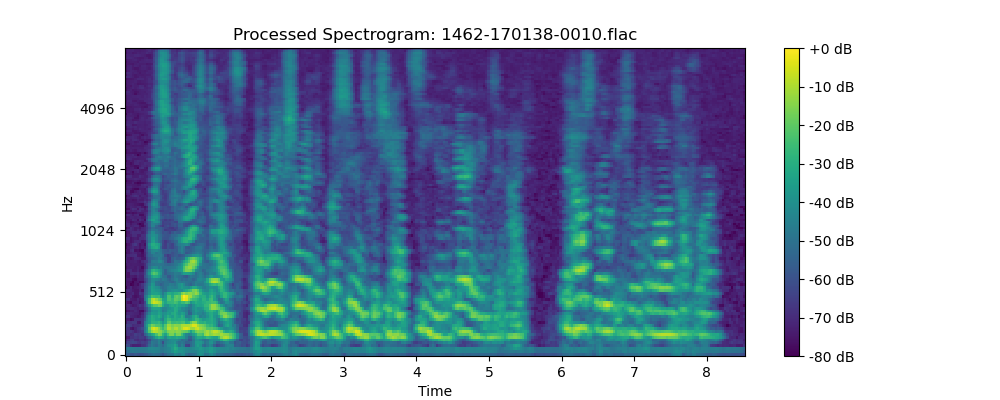 Processed Spectrogram: 1462-170138-0010.flac
Hz
4096
2048
1024
512
0
0 1 2 3 4 5 6 7 8
Time
+0 dB
-10 dB
-20 dB
-30 dB
-40 dB
-50 dB
-60 dB
-70 dB
-80 dB